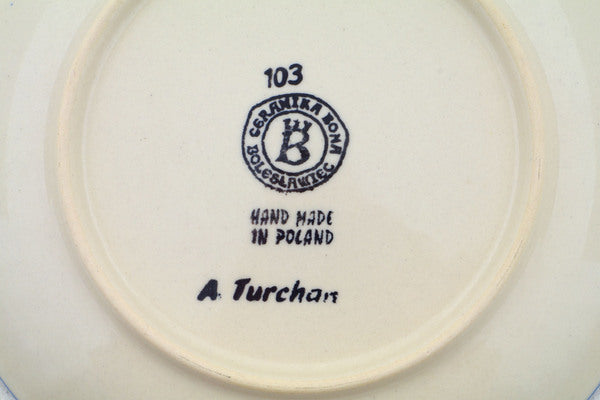 103
CERAMIKA BONA
BOLESŁAWIEC
B
HAND MADE
IN POLAND
A. Turchan